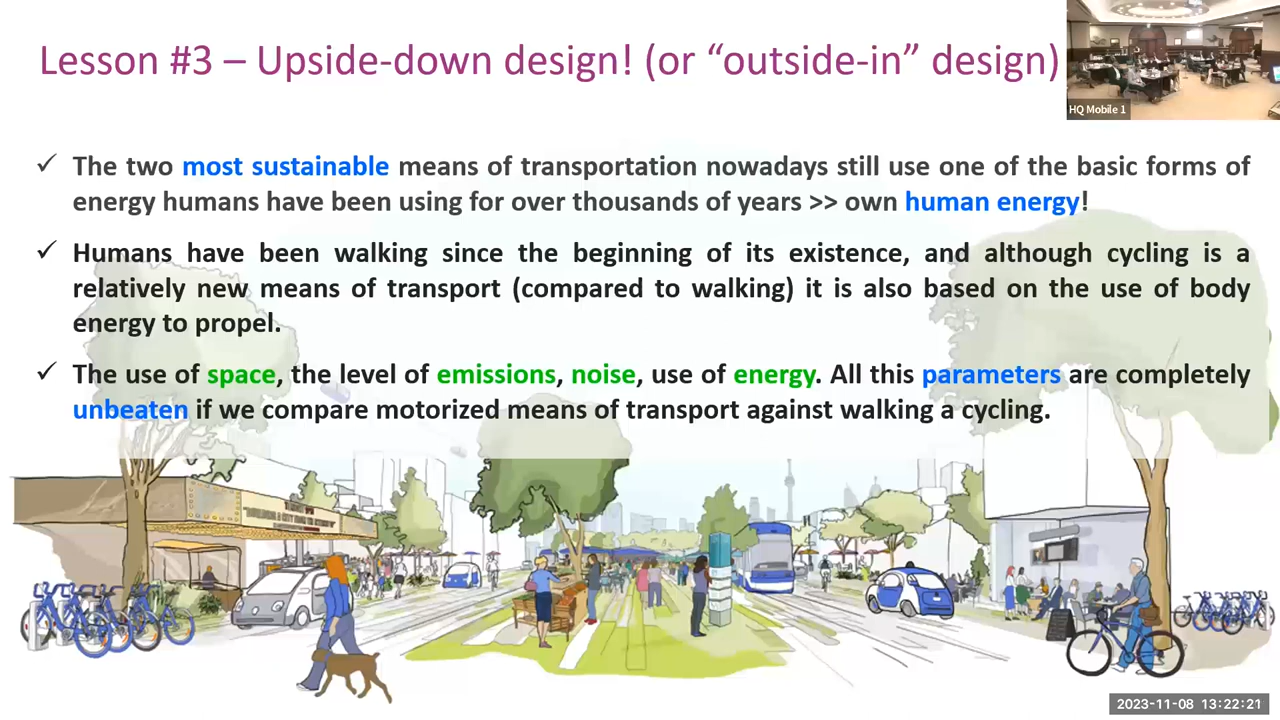 Lesson #3 – Upside-down design! (or “outside-in” design)
HQ Mobile 1
✓ The two most sustainable means of transportation nowadays still use one of the basic forms of
energy humans have been using for over thousands of years >> own human energy!
✓ Humans have been walking since the beginning of its existence, and although cycling is a
relatively new means of transport (compared to walking) it is also based on the use of body
energy to propel.
✓ The use of space, the level of emissions, noise, use of energy. All this parameters are completely
unbeaten if we compare motorized means of transport against walking a cycling.
2023-11-08 13:22:21